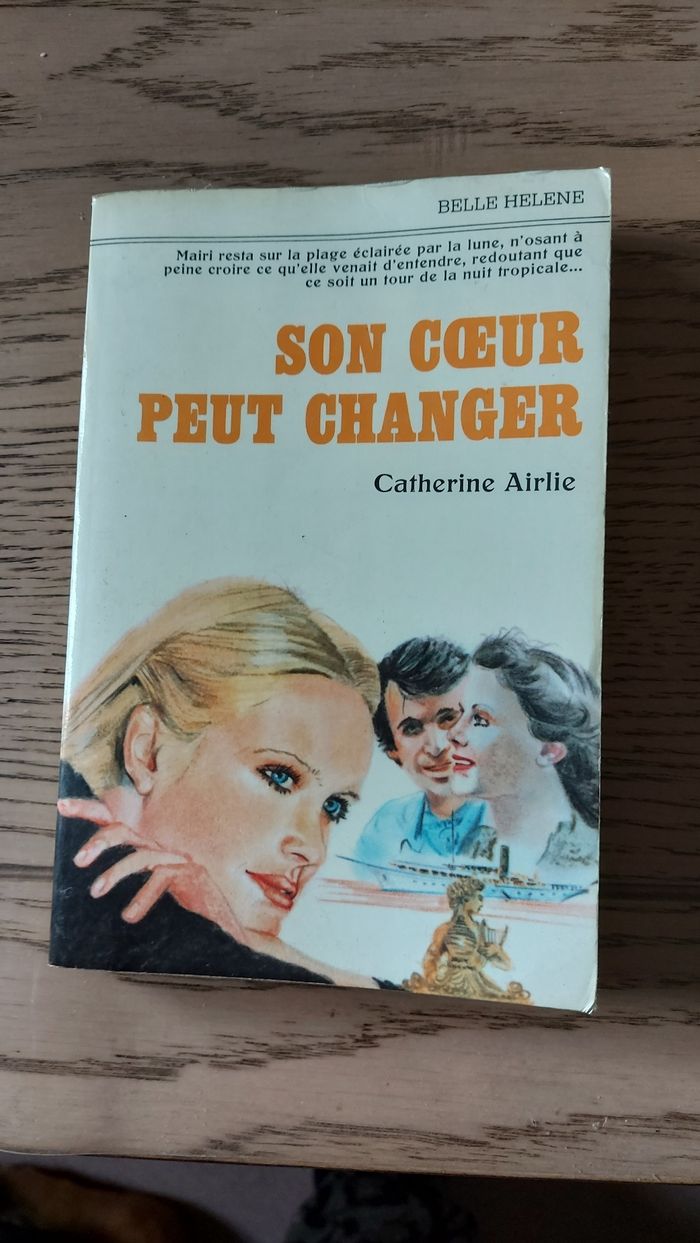 BELLE HELENE
Mairi resta sur la plage éclairée par la lune, n'osant à
peine croire ce qu'elle venait d'entendre, redoutant que
ce soit un tour de la nuit tropicale...
SON CŒUR
PEUT CHANGER
Catherine Airlie